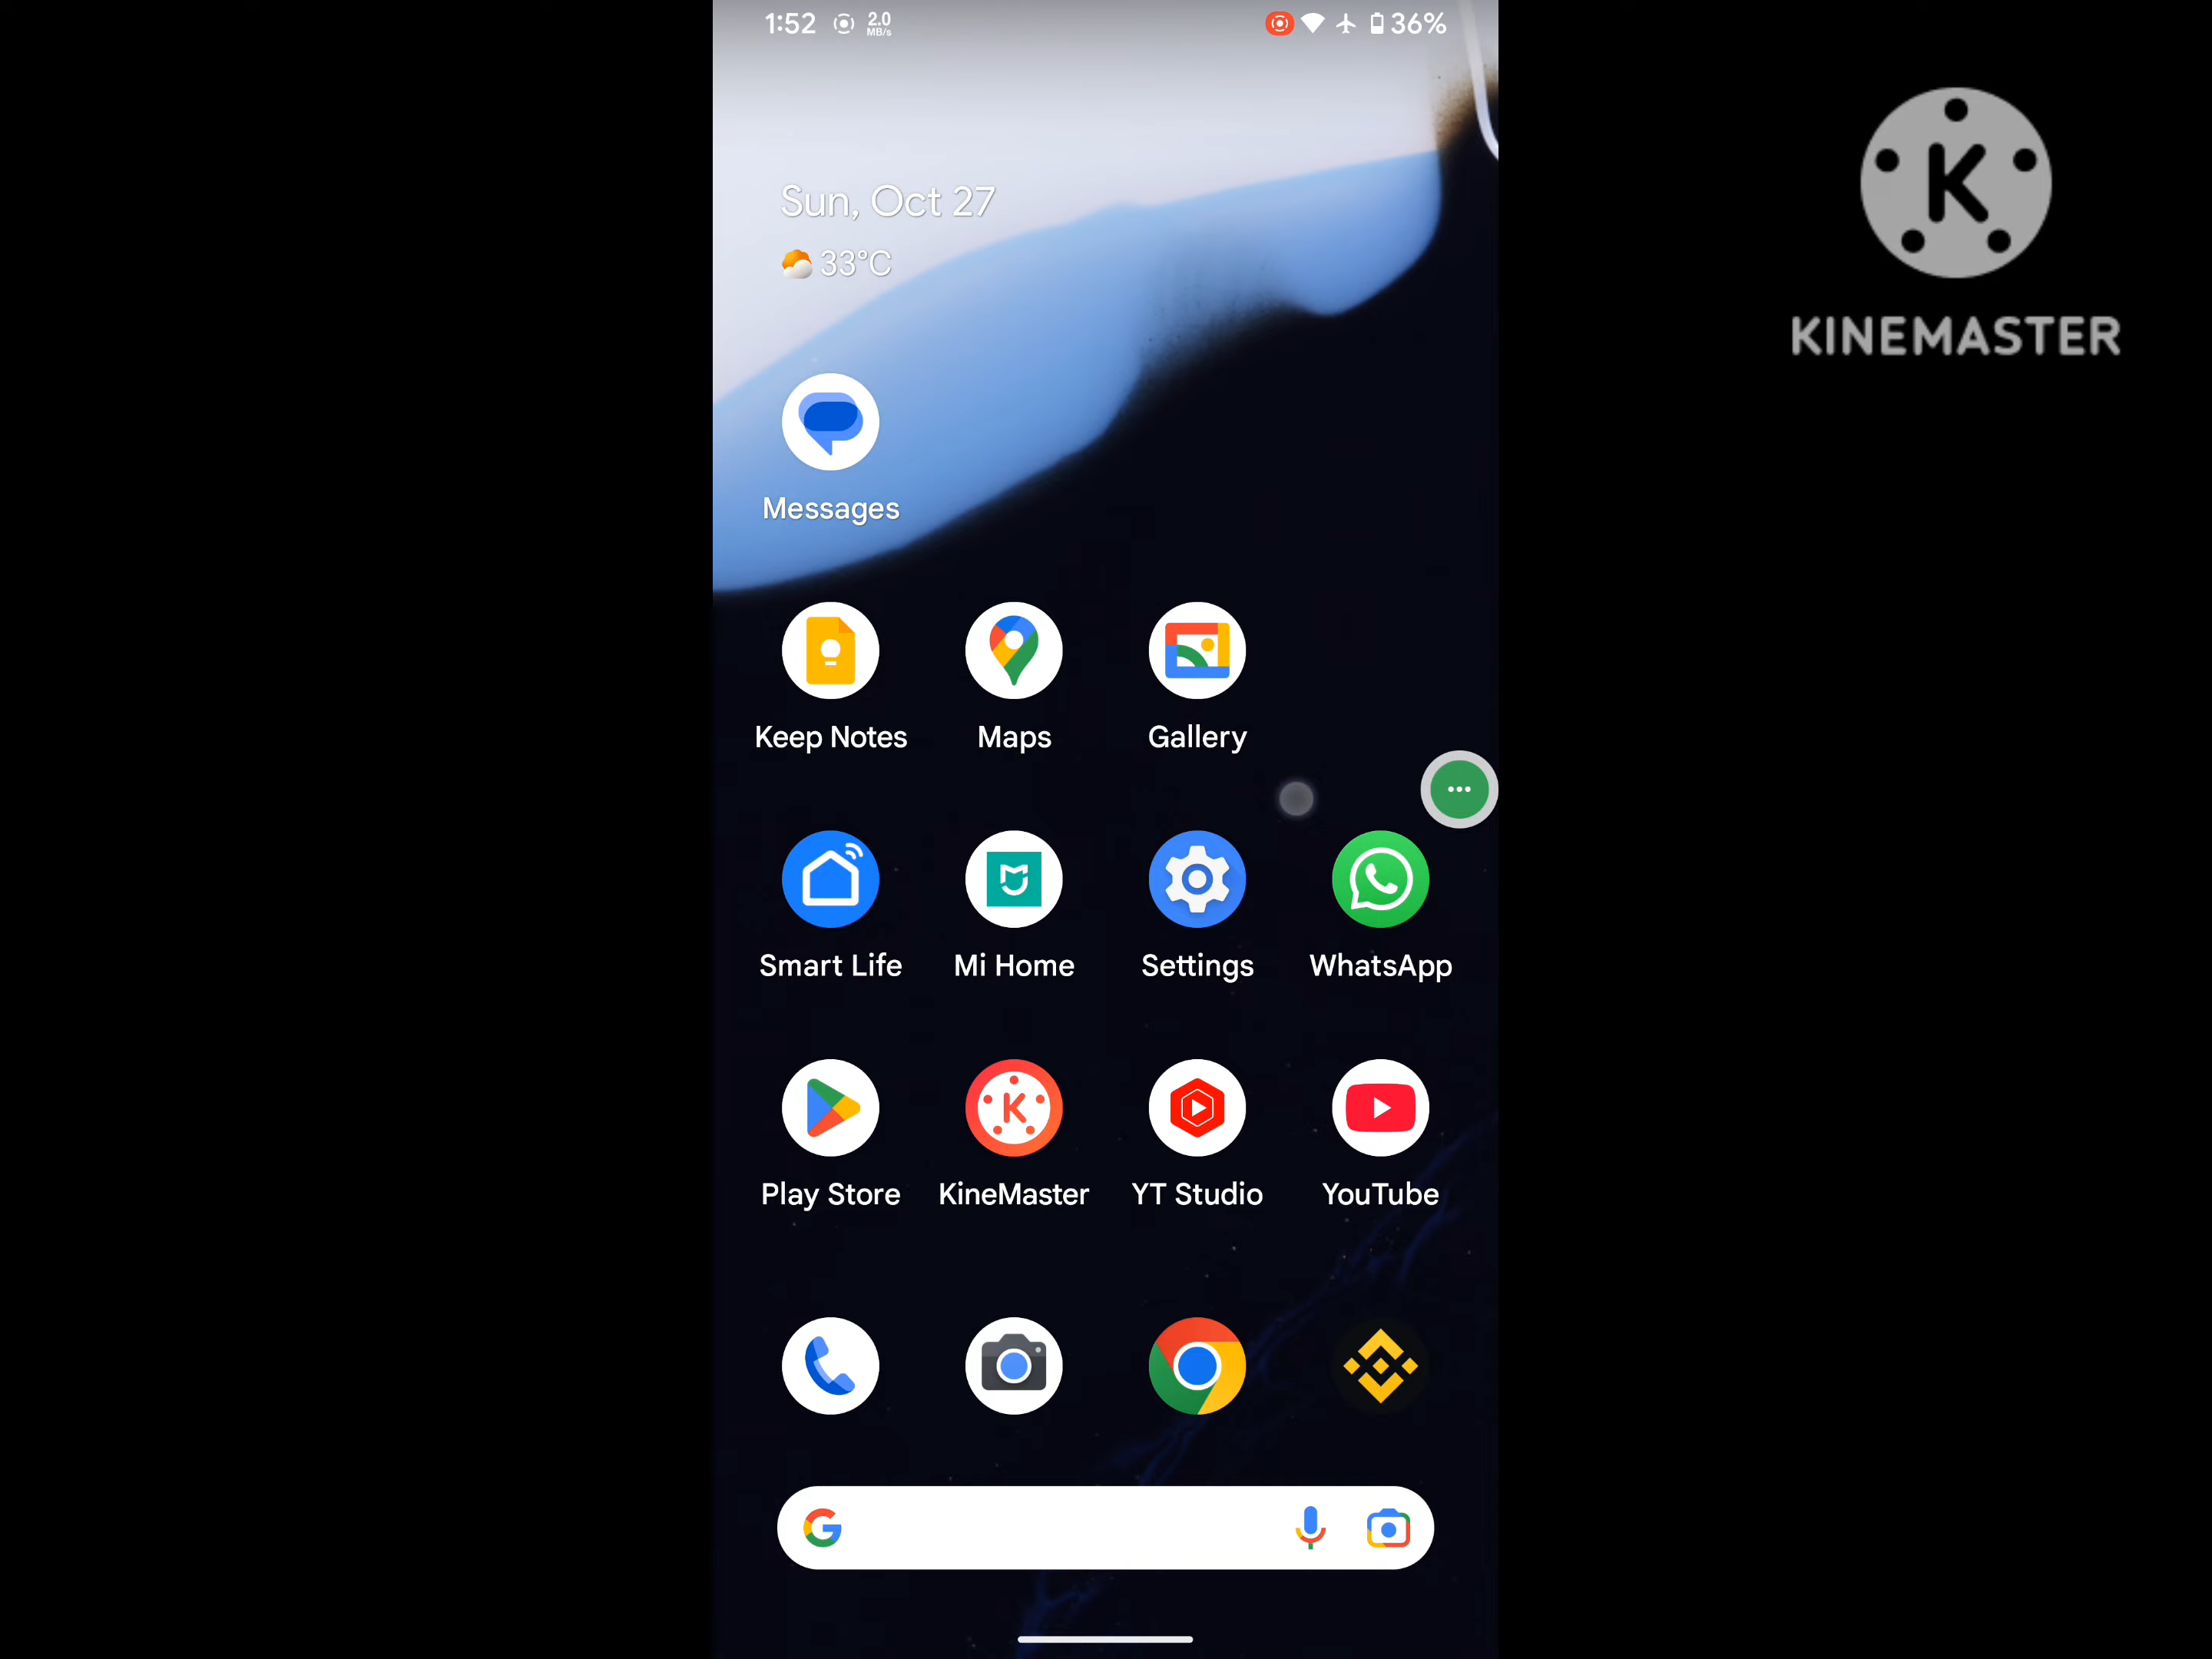 1:52 2.0 MB/s 36%
Sun, Oct 27
33°C
Messages
Keep Notes Maps Gallery
Smart Life Mi Home Settings WhatsApp
Play Store KineMaster YT Studio YouTube
K
KINEMASTER